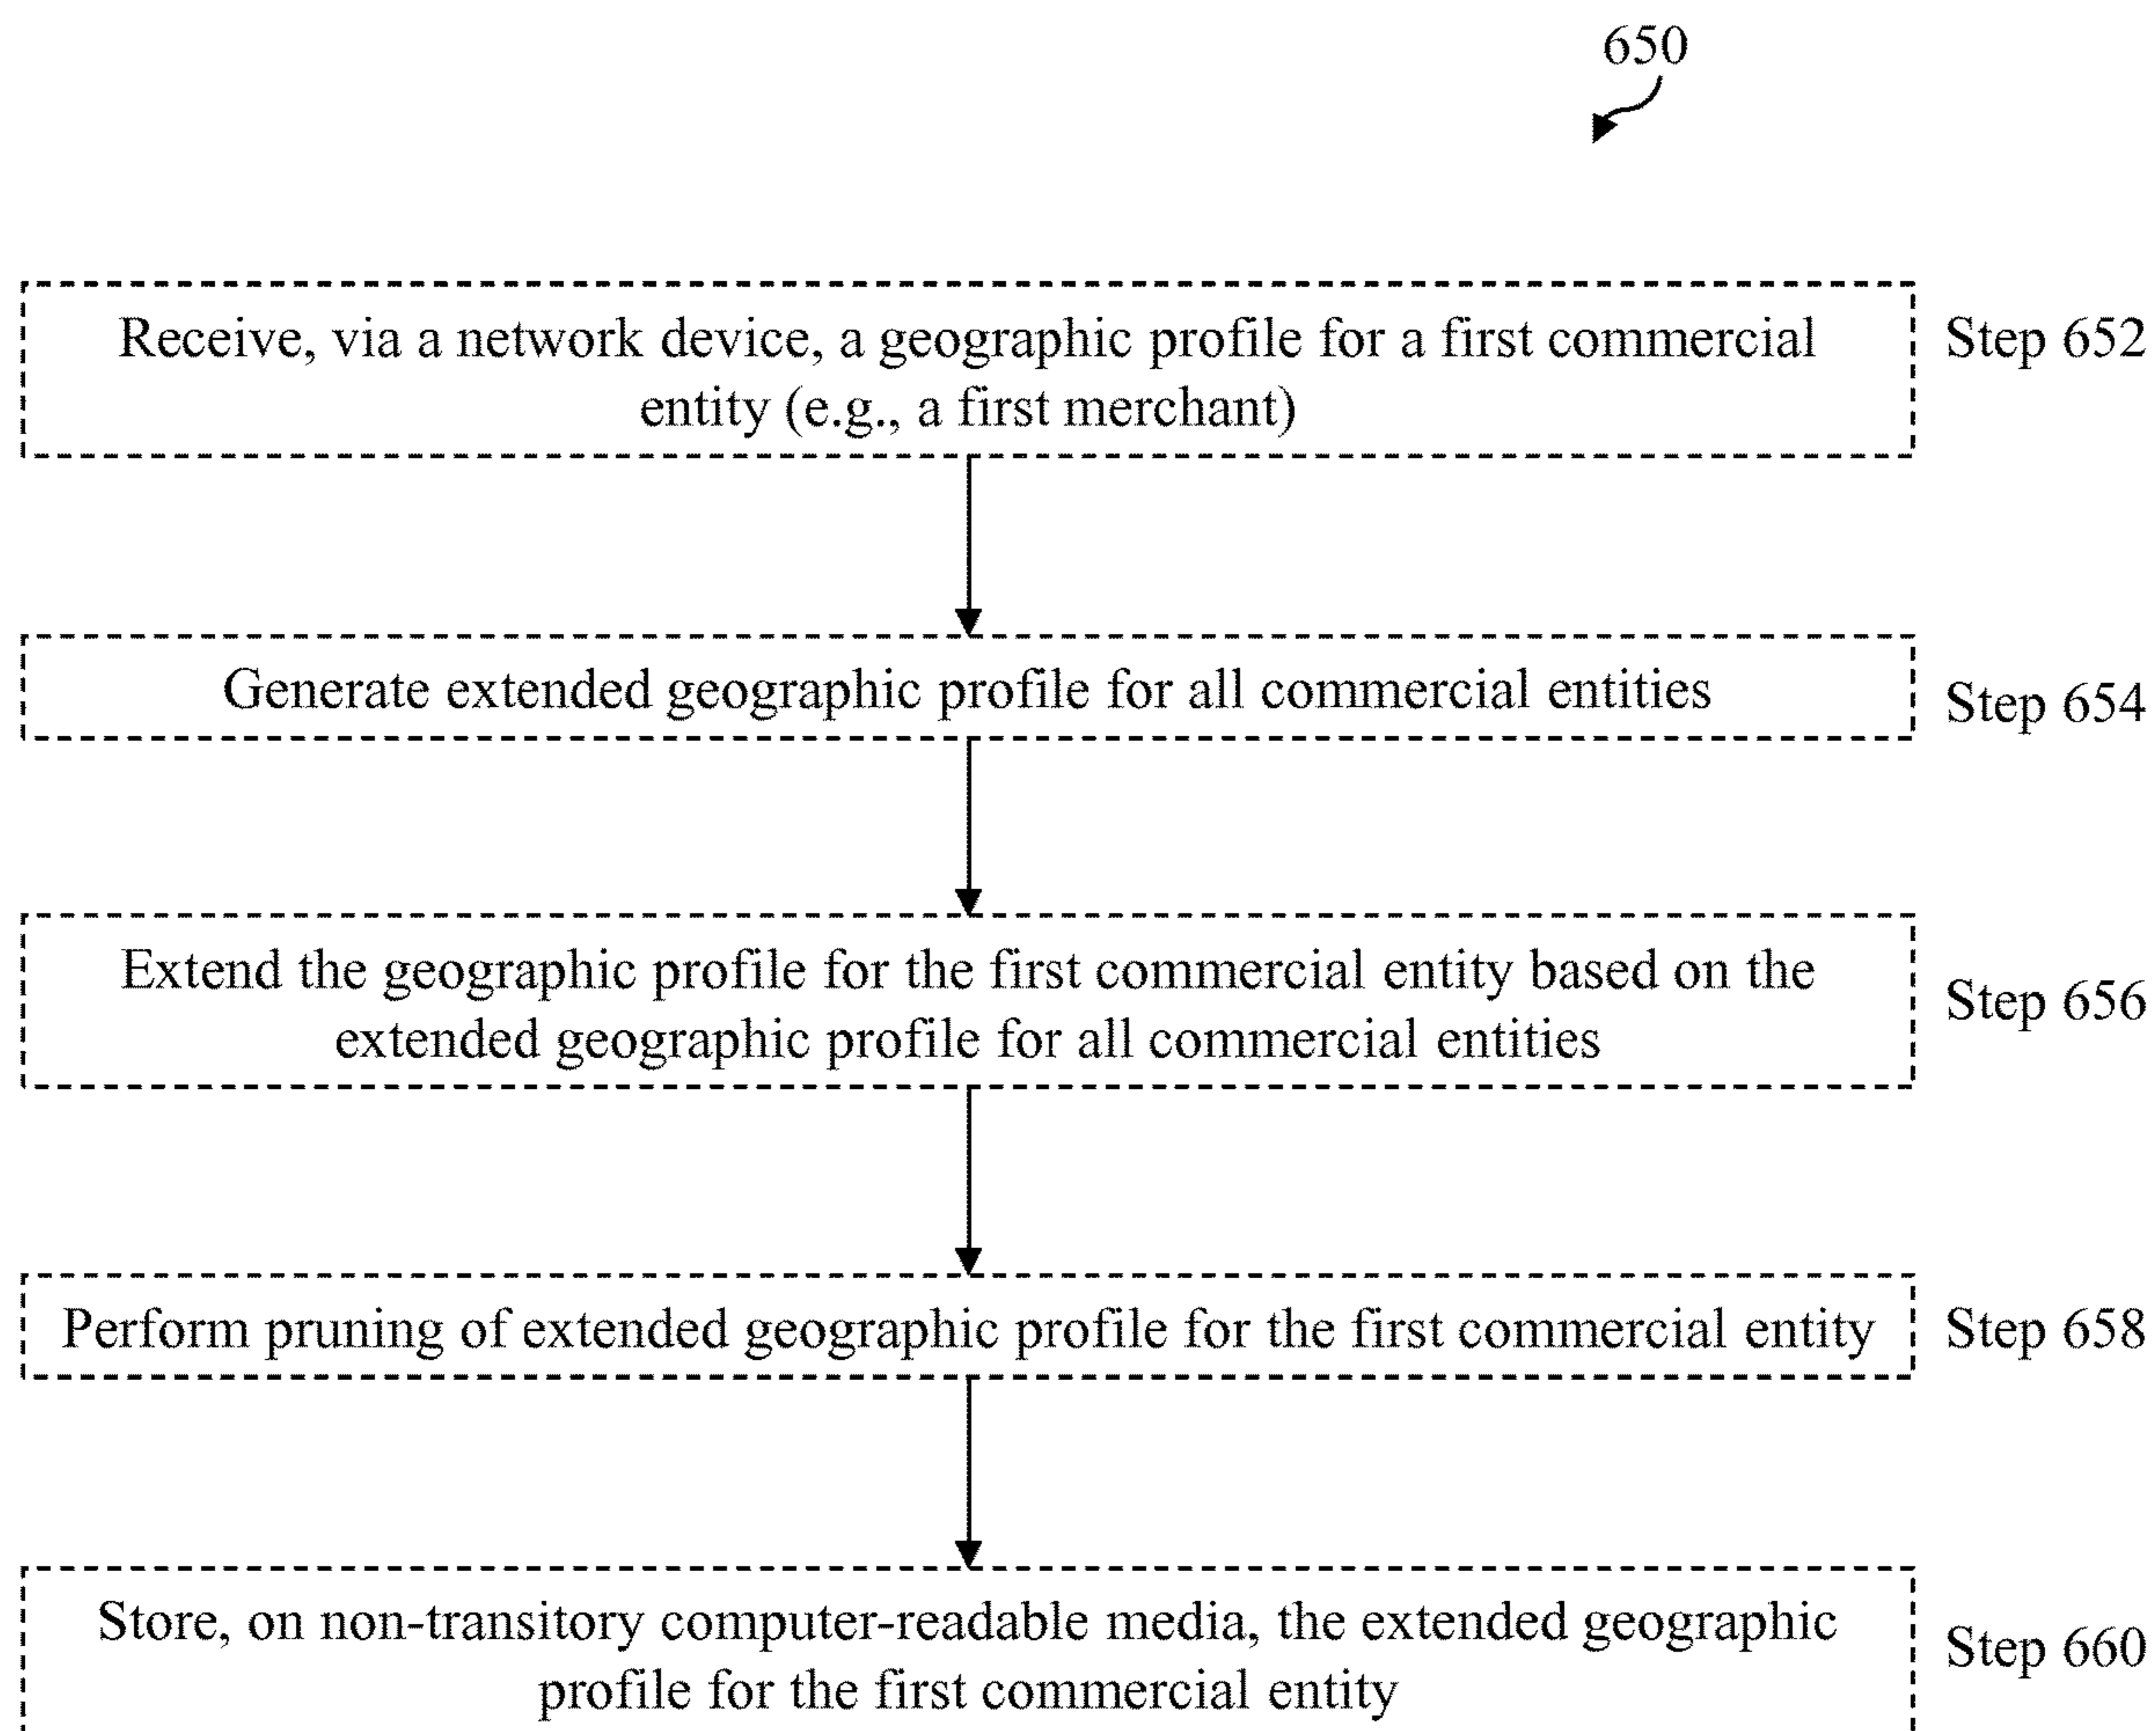 650
Receive, via a network device, a geographic profile for a first commercial
entity (e.g., a first merchant)
Step 652
Generate extended geographic profile for all commercial entities
Step 654
Extend the geographic profile for the first commercial entity based on the
extended geographic profile for all commercial entities
Step 656
Perform pruning of extended geographic profile for the first commercial entity
Step 658
Store, on non-transitory computer-readable media, the extended geographic
profile for the first commercial entity
Step 660